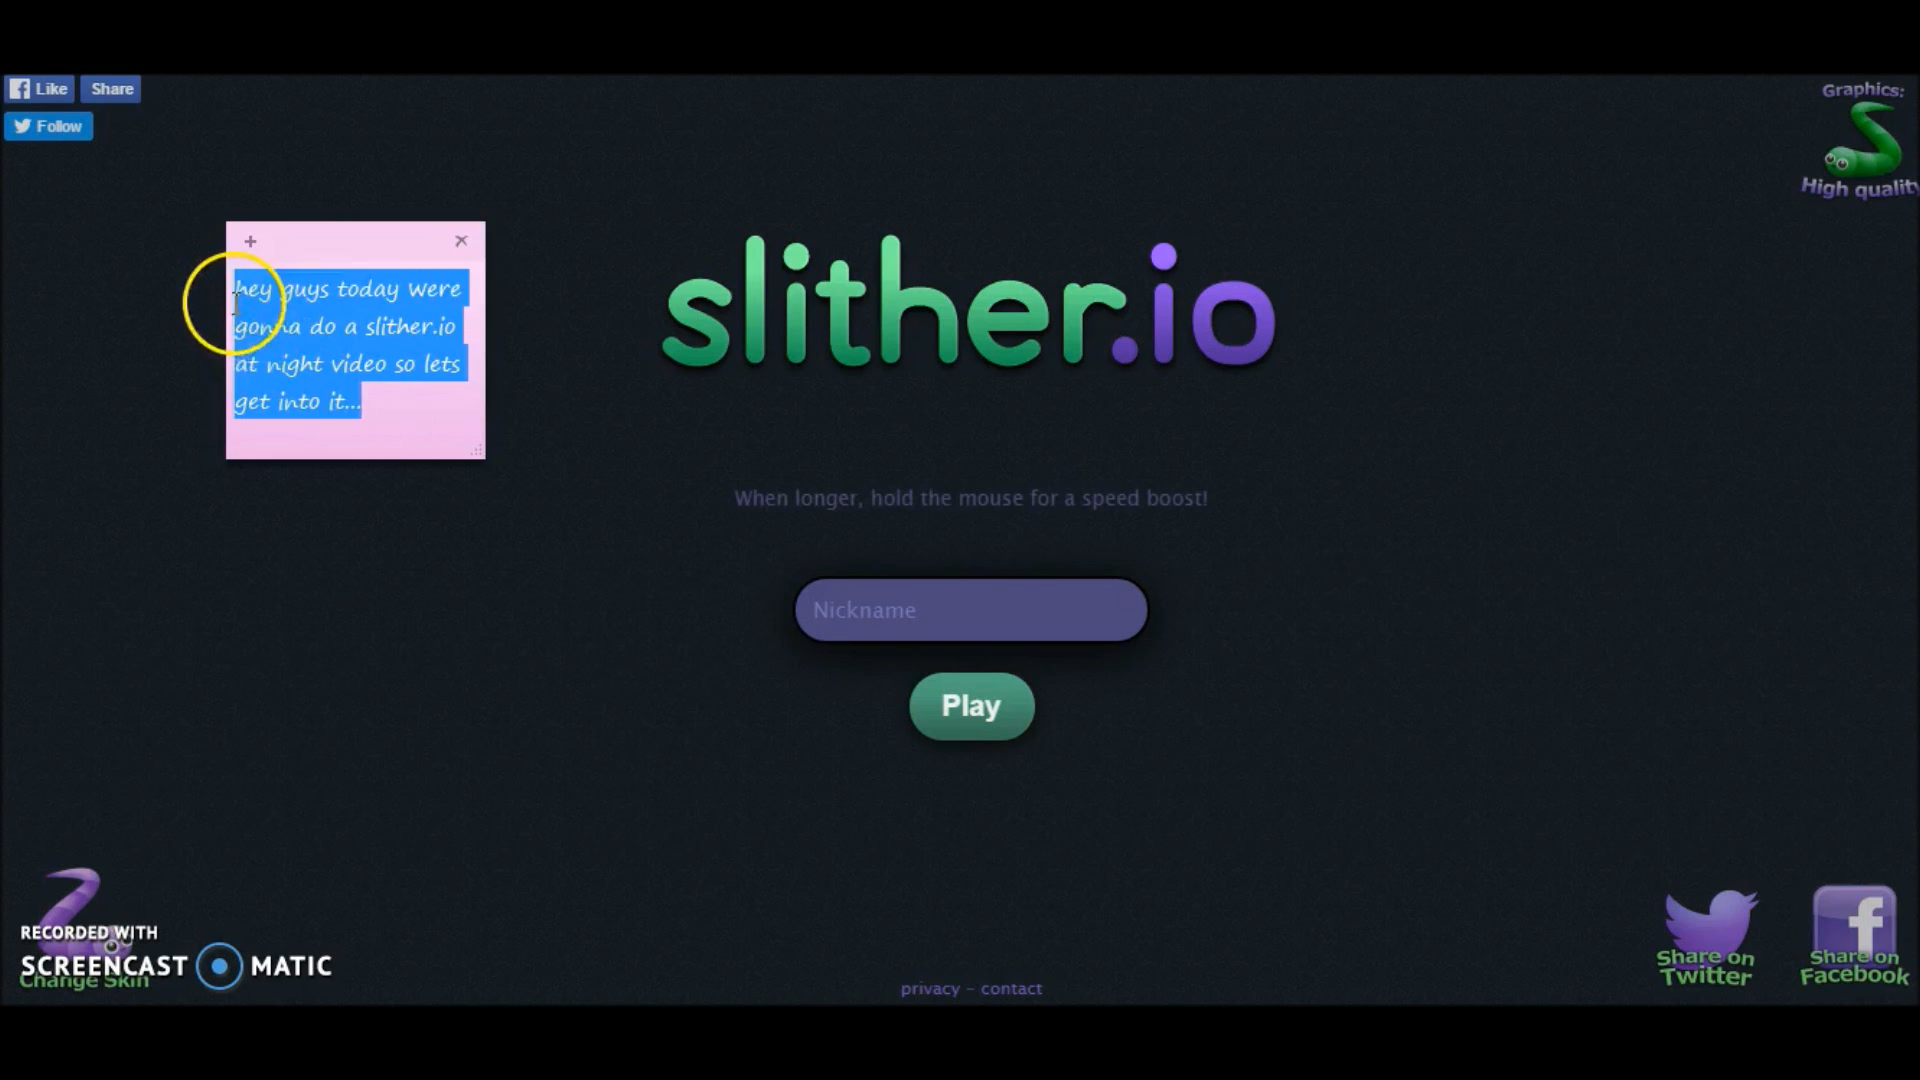 Like Share
Follow
Graphics:
High quality
+ ×
hey guys today were
gonna do a slither.io
at night video so lets
get into it...
slither.io
When longer, hold the mouse for a speed boost!
Nickname
Play
RECORDED WITH
SCREENCAST MATIC
Change Skin
privacy - contact
Share on
Twitter
Share on
Facebook